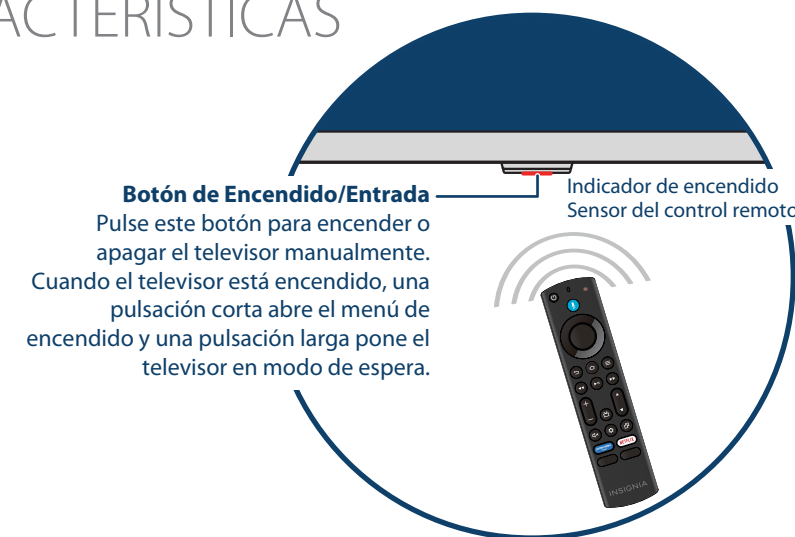 ACTERÍSTICAS
Botón de Encendido/Entrada
Pulse este botón para encender o
apagar el televisor manualmente.
Cuando el televisor está encendido, una
pulsación corta abre el menú de
encendido y una pulsación larga pone el
televisor en modo de espera.
Indicador de encendido
Sensor del control remoto
NETFLIX
INSIGNIA